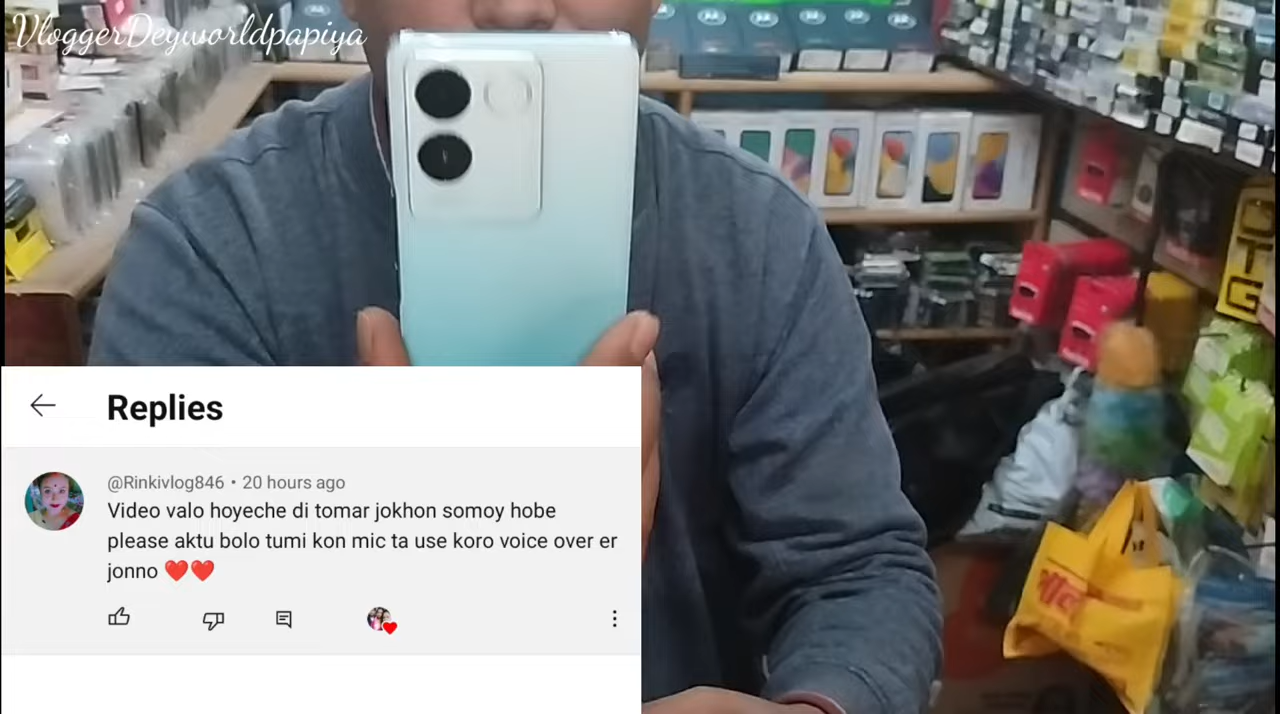 VloggerDeyworldpapiya
OTG
Replies
@Rinkivlog846 • 20 hours ago
Video valo hoyeche di tomar jokhon somoy hobe
please aktu bolo tumi kon mic ta use koro voice over er
jonno ❤️❤️